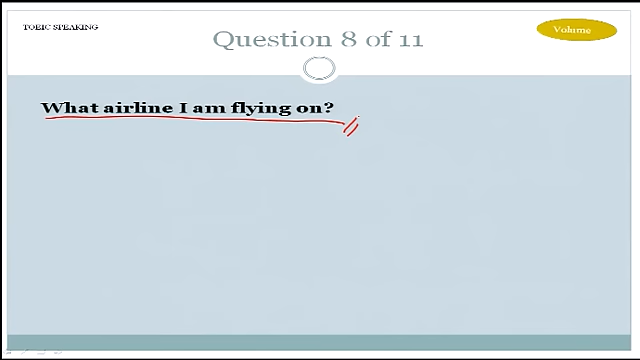 TOEIC SPEAKING
Question 8 of 11
Volume
What airline I am flying on?